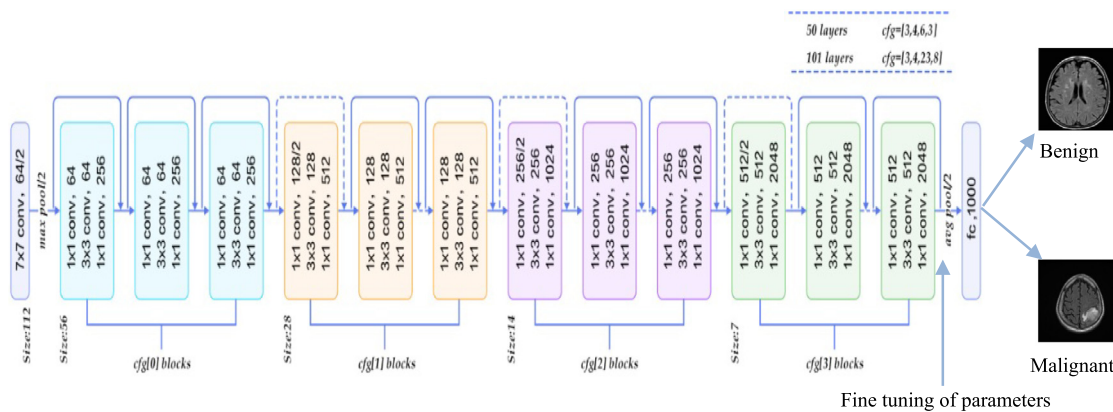 50 layers cfg=[3,4,6,3]
101 layers cfg=[3,4,23,8]
7x7 conv, 64/2
max pool/2
1x1 conv, 64
3x3 conv, 64
1x1 conv, 256
1x1 conv, 64
3x3 conv, 64
1x1 conv, 256
1x1 conv, 64
3x3 conv, 64
1x1 conv, 256
1x1 conv, 128/2
3x3 conv, 128
1x1 conv, 512
1x1 conv, 128
3x3 conv, 128
1x1 conv, 512
1x1 conv, 128
3x3 conv, 128
1x1 conv, 512
1x1 conv, 256/2
3x3 conv, 256
1x1 conv, 1024
1x1 conv, 256
3x3 conv, 256
1x1 conv, 1024
1x1 conv, 256
3x3 conv, 256
1x1 conv, 1024
1x1 conv, 512/2
3x3 conv, 512
1x1 conv, 2048
1x1 conv, 512
3x3 conv, 512
1x1 conv, 2048
1x1 conv, 512
3x3 conv, 512
1x1 conv, 2048
avg pool/2
fc ,1000
Benign
Malignant
Size:112
Size:56
Size:28
Size:14
Size:7
cfg[0] blocks
cfg[1] blocks
cfg[2] blocks
cfg[3] blocks
Fine tuning of parameters